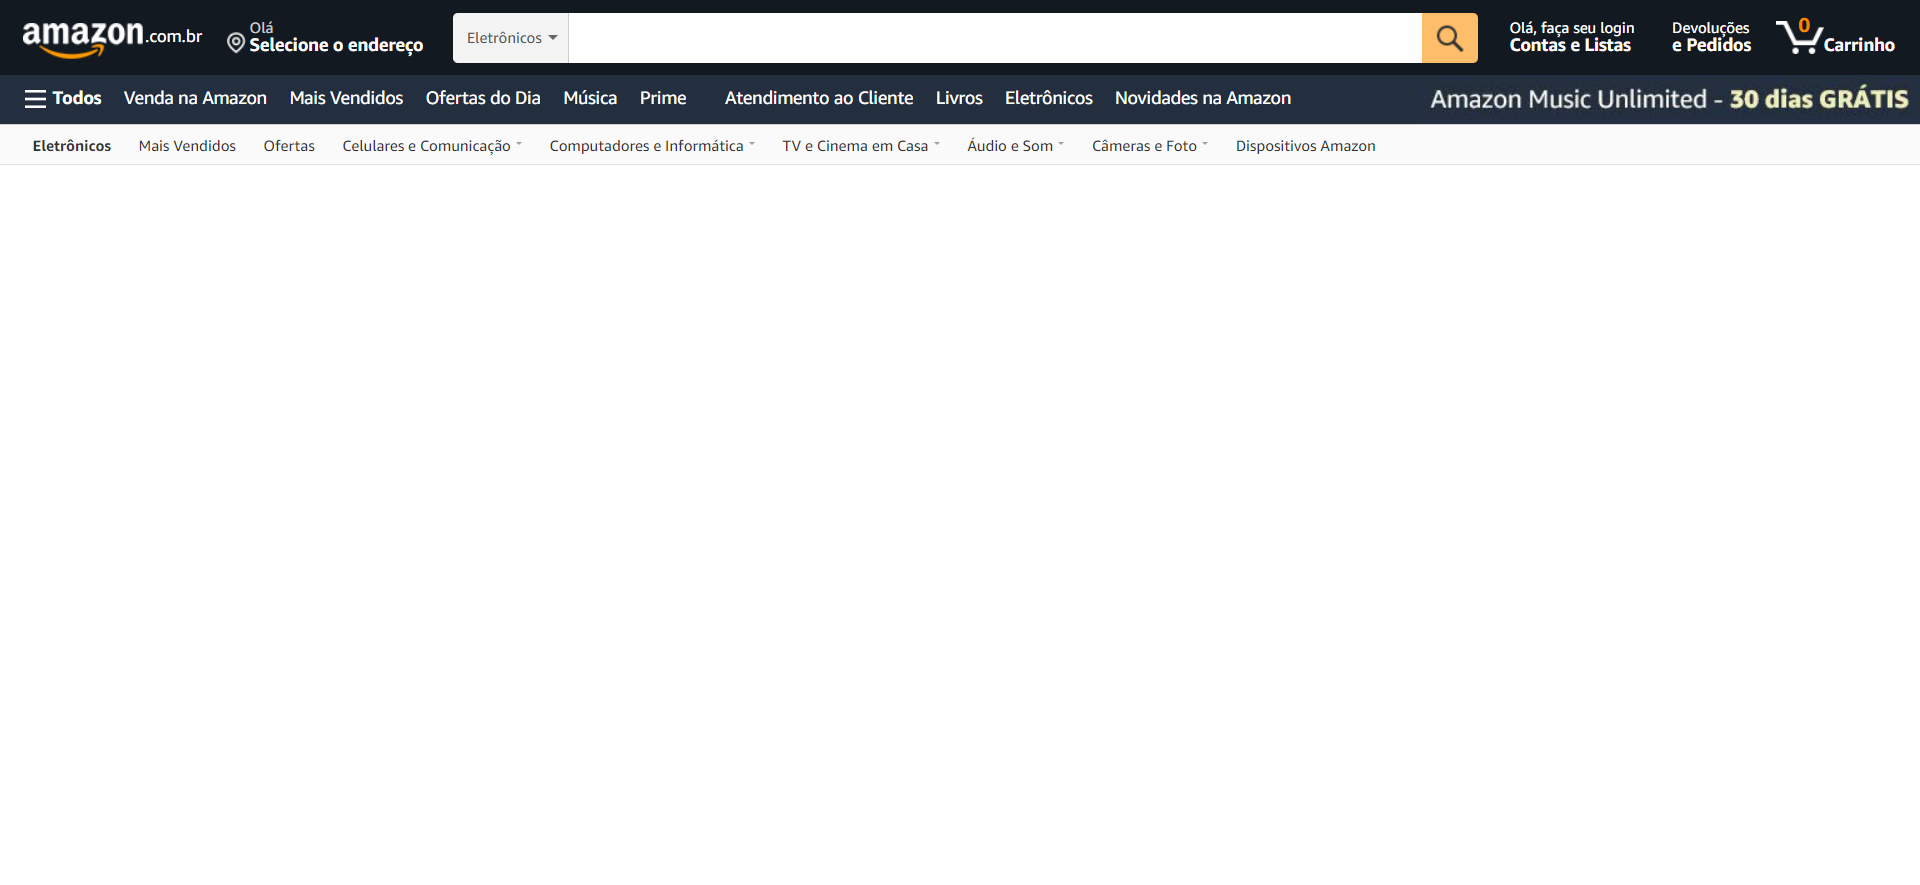 amazon.com.br
Olá
Selecione o endereço
Eletrônicos
Olá, faça seu login
Contas e Listas
Devoluções
e Pedidos
0
Carrinho
Todos Venda na Amazon Mais Vendidos Ofertas do Dia Música Prime Atendimento ao Cliente Livros Eletrônicos Novidades na Amazon Amazon Music Unlimited - 30 dias GRÁTIS
Eletrônicos Mais Vendidos Ofertas Celulares e Comunicação Computadores e Informática TV e Cinema em Casa Áudio e Som Câmeras e Foto Dispositivos Amazon